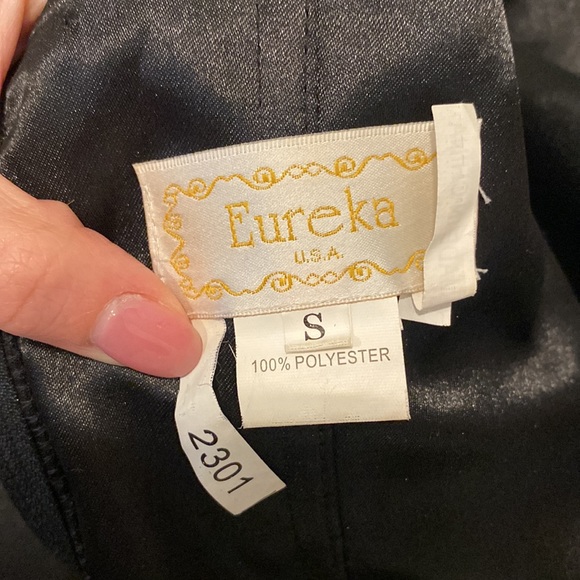 Eureka
U.S.A.
S
100% POLYESTER
2301